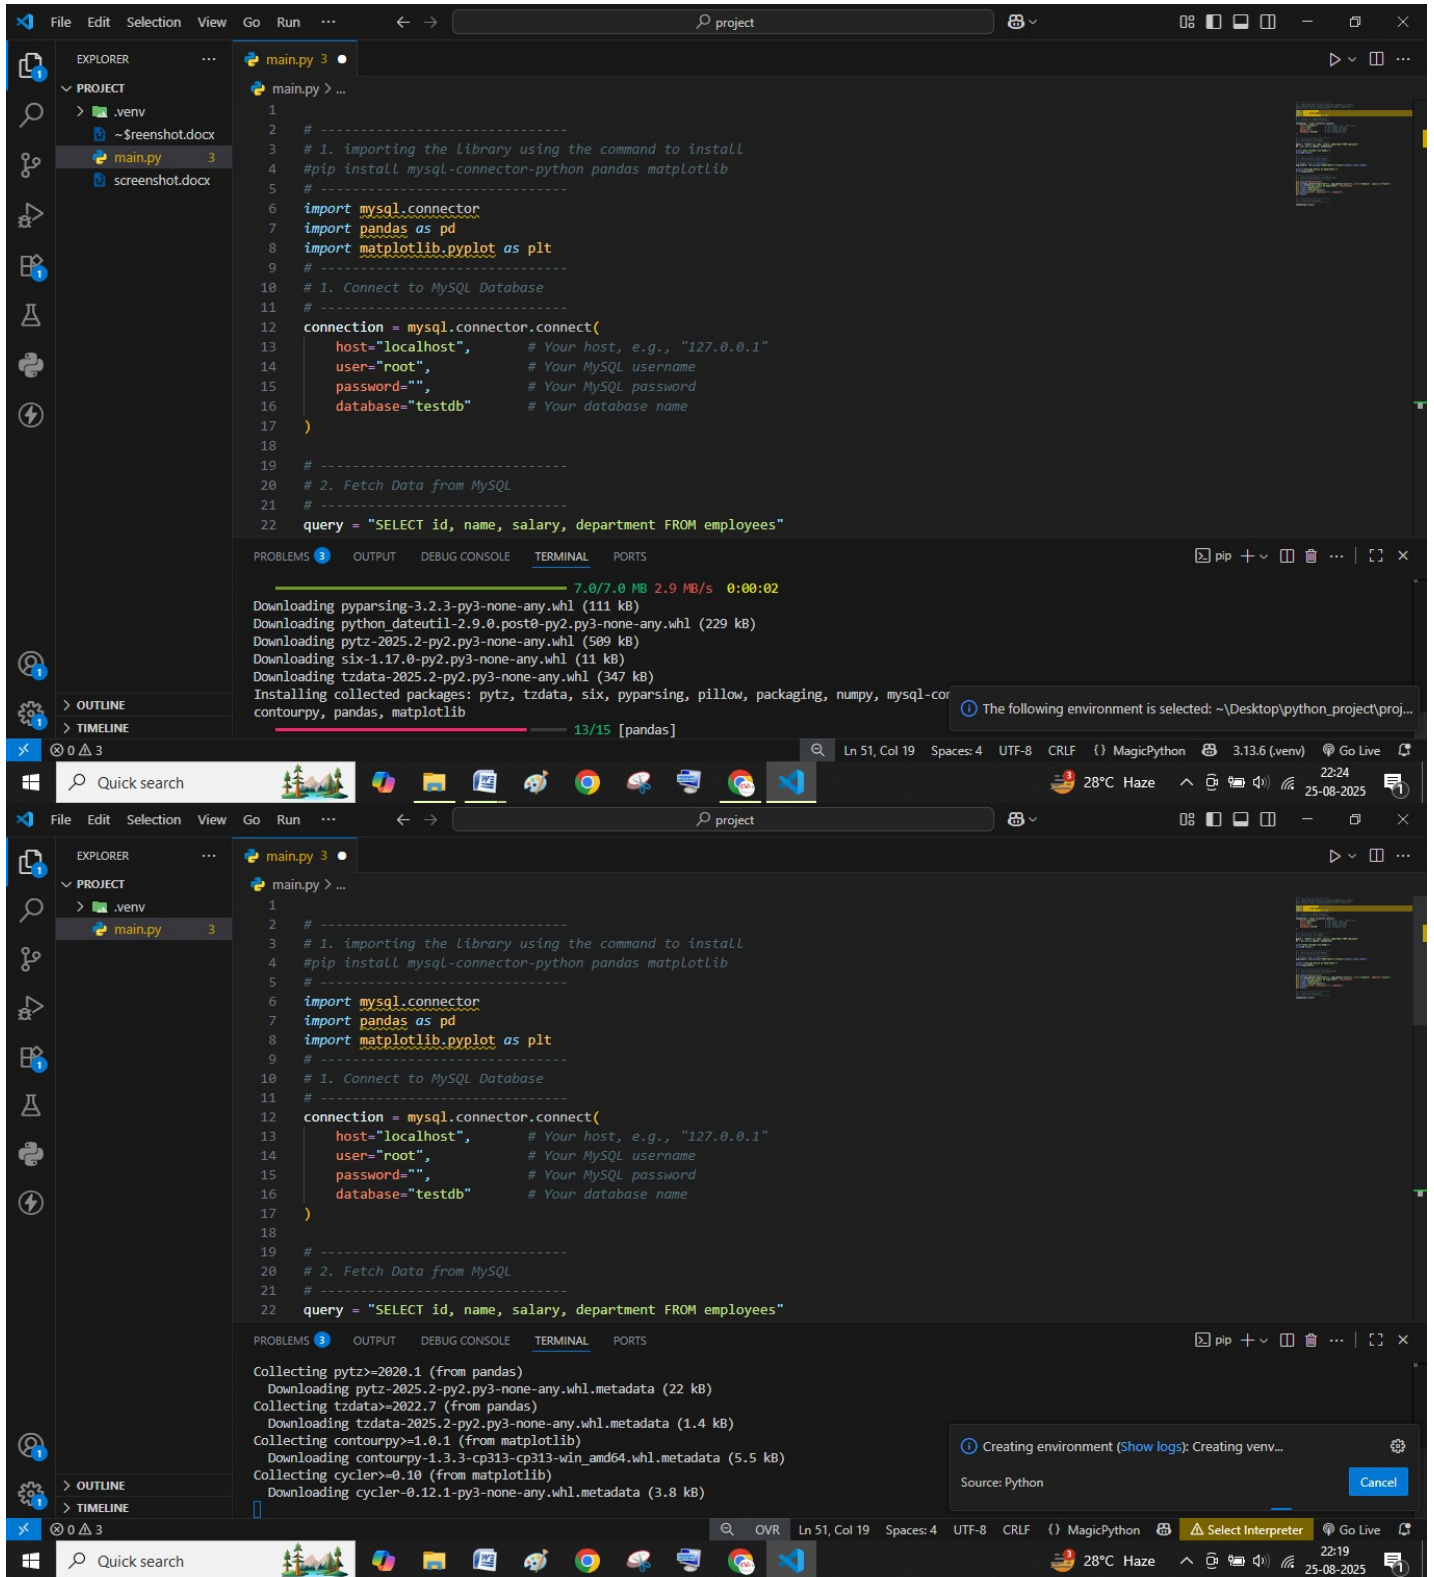 File Edit Selection View Go Run ··· project
EXPLORER ···
main.py 3
PROJECT
main.py > ...
.venv
~$reenshot.docx
main.py 3
screenshot.docx
1
2 # -------------------------------
3 # 1. importing the library using the command to install
4 #pip install mysql-connector-python pandas matplotlib
5 # -------------------------------
6 import mysql.connector
7 import pandas as pd
8 import matplotlib.pyplot as plt
9 # -------------------------------
10 # 1. Connect to MySQL Database
11 # -------------------------------
12 connection = mysql.connector.connect(
13 host="localhost", # Your host, e.g., "127.0.0.1"
14 user="root", # Your MySQL username
15 password="", # Your MySQL password
16 database="testdb" # Your database name
17 )
18
19 # -------------------------------
20 # 2. Fetch Data from MySQL
21 # -------------------------------
22 query = "SELECT id, name, salary, department FROM employees"
PROBLEMS 3 OUTPUT DEBUG CONSOLE TERMINAL PORTS pip
7.0/7.0 MB 2.9 MB/s 0:00:02
Downloading pyparsing-3.2.3-py3-none-any.whl (111 kB)
Downloading python_dateutil-2.9.0.post0-py2.py3-none-any.whl (229 kB)
Downloading pytz-2025.2-py2.py3-none-any.whl (509 kB)
Downloading six-1.17.0-py2.py3-none-any.whl (11 kB)
Downloading tzdata-2025.2-py2.py3-none-any.whl (347 kB)
Installing collected packages: pytz, tzdata, six, pyparsing, pillow, packaging, numpy, mysql-con
contourpy, pandas, matplotlib
13/15 [pandas]
The following environment is selected: ~\Desktop\python_project\proj...
OUTLINE
TIMELINE
0 3 Ln 51, Col 19 Spaces: 4 UTF-8 CRLF {} MagicPython 3.13.6 (.venv) Go Live
Quick search 3 28°C Haze 22:24
25-08-2025 1
File Edit Selection View Go Run ··· project
EXPLORER ···
main.py 3
PROJECT
main.py > ...
.venv
main.py 3
1
2 # -------------------------------
3 # 1. importing the library using the command to install
4 #pip install mysql-connector-python pandas matplotlib
5 # -------------------------------
6 import mysql.connector
7 import pandas as pd
8 import matplotlib.pyplot as plt
9 # -------------------------------
10 # 1. Connect to MySQL Database
11 # -------------------------------
12 connection = mysql.connector.connect(
13 host="localhost", # Your host, e.g., "127.0.0.1"
14 user="root", # Your MySQL username
15 password="", # Your MySQL password
16 database="testdb" # Your database name
17 )
18
19 # -------------------------------
20 # 2. Fetch Data from MySQL
21 # -------------------------------
22 query = "SELECT id, name, salary, department FROM employees"
PROBLEMS 3 OUTPUT DEBUG CONSOLE TERMINAL PORTS pip
Collecting pytz>=2020.1 (from pandas)
Downloading pytz-2025.2-py2.py3-none-any.whl.metadata (22 kB)
Collecting tzdata>=2022.7 (from pandas)
Downloading tzdata-2025.2-py2.py3-none-any.whl.metadata (1.4 kB)
Collecting contourpy>=1.0.1 (from matplotlib)
Downloading contourpy-1.3.3-cp313-cp313-win_amd64.whl.metadata (5.5 kB)
Collecting cycler>=0.10 (from matplotlib)
Downloading cycler-0.12.1-py3-none-any.whl.metadata (3.8 kB)
Creating environment (Show logs): Creating venv...
Source: Python Cancel
OUTLINE
TIMELINE
0 3 OVR Ln 51, Col 19 Spaces: 4 UTF-8 CRLF {} MagicPython Select Interpreter Go Live
Quick search 3 28°C Haze 22:19
25-08-2025 1